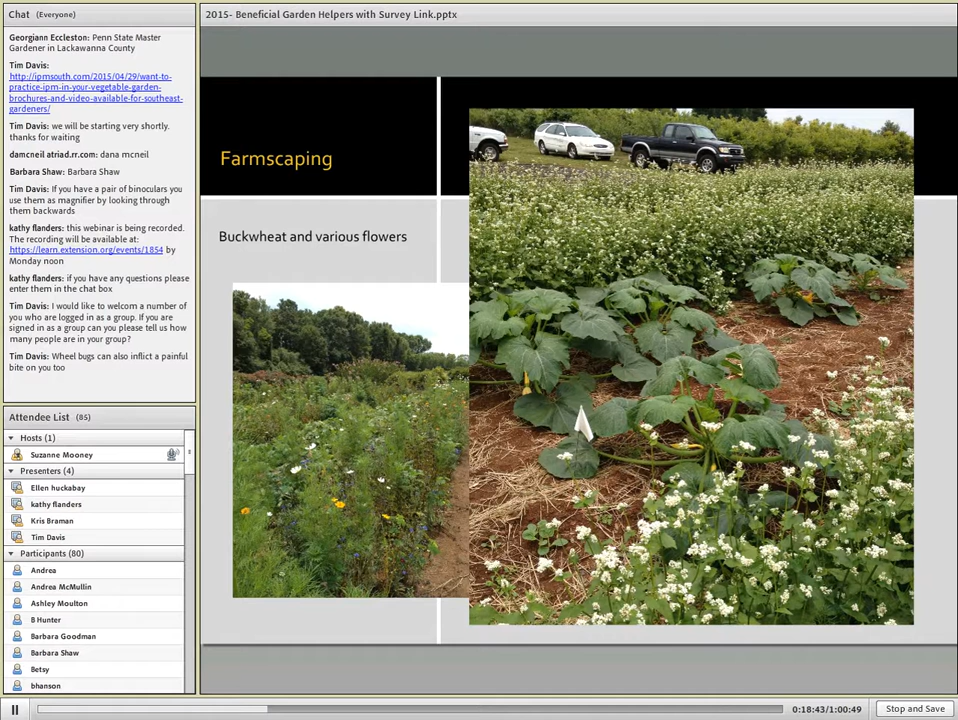 Chat (Everyone)
Georgiann Eccleston: Penn State Master
Gardener in Lackawanna County
Tim Davis:
http://ipmsouth.com/2015/04/29/want-to-
practice-ipm-in-your-vegetable-garden-
brochures-and-video-available-for-southeast-
gardeners/
Tim Davis: we will be starting very shortly.
thanks for waiting
damcneil atriad.rr.com: dana mcneil
Barbara Shaw: Barbara Shaw
Tim Davis: If you have a pair of binoculars you
use them as magnifier by looking through
them backwards
kathy flanders: this webinar is being recorded.
The recording will be available at:
https://learn.extension.org/events/1854 by
Monday noon
kathy flanders: if you have any questions please
enter them in the chat box
Tim Davis: I would like to welcom a number of
you who are logged in as a group. If you are
signed in as a group can you please tell us how
many people are in your group?
Tim Davis: Wheel bugs can also inflict a painful
bite on you too
Attendee List (85)
Hosts (1)
Suzanne Mooney
Presenters (4)
Ellen huckabay
kathy flanders
Kris Braman
Tim Davis
Participants (80)
Andrea
Andrea McMullin
Ashley Moulton
B Hunter
Barbara Goodman
Barbara Shaw
Betsy
bhanson
2015- Beneficial Garden Helpers with Survey Link.pptx
Farmscaping
Buckwheat and various flowers
0:18:43/1:00:49
Stop and Save